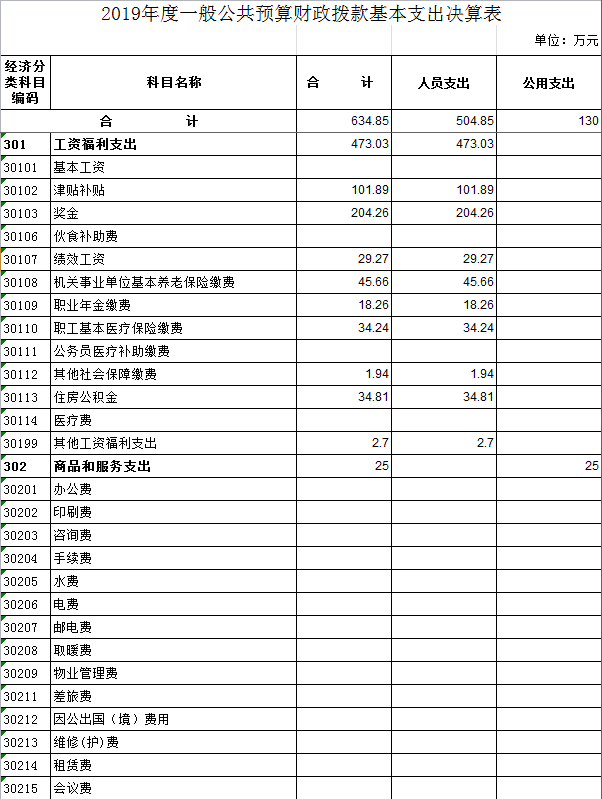 2019年度一般公共预算财政拨款基本支出决算表
单位：万元
经济分类科目编码 科目名称 合 计 人员支出 公用支出
合 计 634.85 504.85 130
301 工资福利支出 473.03 473.03
30101 基本工资
30102 津贴补贴 101.89 101.89
30103 奖金 204.26 204.26
30106 伙食补助费
30107 绩效工资 29.27 29.27
30108 机关事业单位基本养老保险缴费 45.66 45.66
30109 职业年金缴费 18.26 18.26
30110 职工基本医疗保险缴费 34.24 34.24
30111 公务员医疗补助缴费
30112 其他社会保障缴费 1.94 1.94
30113 住房公积金 34.81 34.81
30114 医疗费
30199 其他工资福利支出 2.7 2.7
302 商品和服务支出 25 25
30201 办公费
30202 印刷费
30203 咨询费
30204 手续费
30205 水费
30206 电费
30207 邮电费
30208 取暖费
30209 物业管理费
30211 差旅费
30212 因公出国（境）费用
30213 维修(护)费
30214 租赁费
30215 会议费